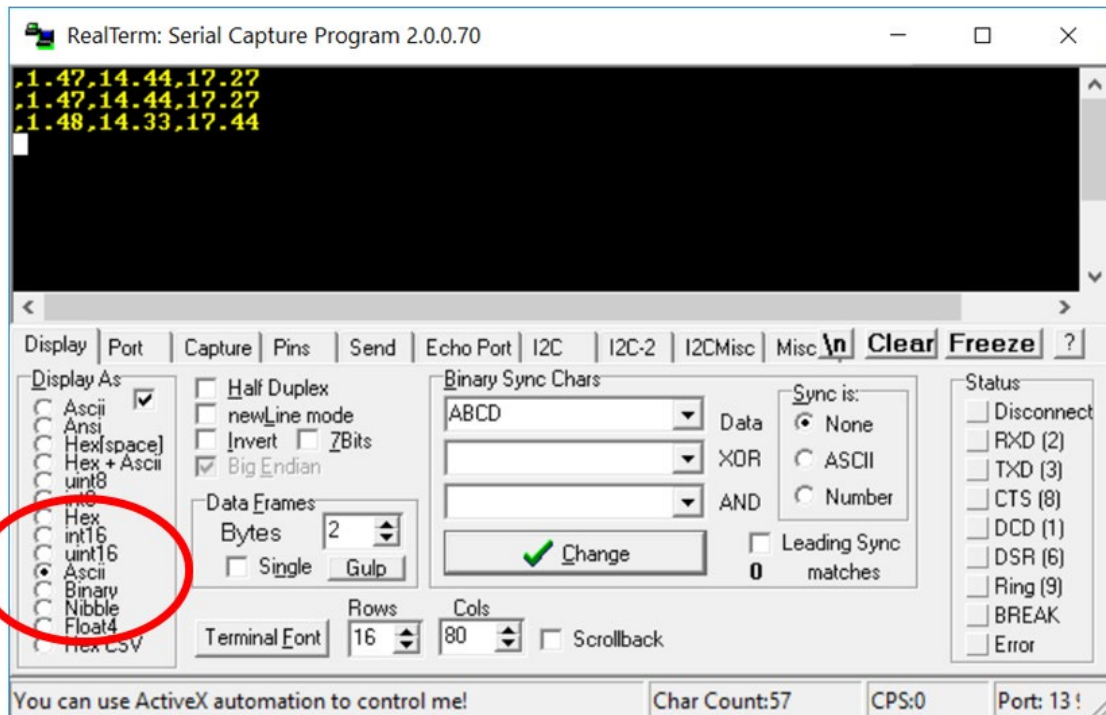 RealTerm: Serial Capture Program 2.0.0.70
,1.47,14.44,17.27
,1.47,14.44,17.27
,1.48,14.33,17.44
Display Port Capture Pins Send Echo Port I2C I2C-2 I2CMisc Misc \n Clear Freeze ?
Display As
Ascii
Ansi
Hex[space]
Hex + Ascii
uint8
int8
Hex
int16
uint16
Ascii
Binary
Nibble
Float4
Hex CSV
Half Duplex
newLine mode
Invert 7Bits
Big Endian
Data Frames
Bytes 2
Single Gulp
Rows Cols
Terminal Font 16 80 Scrollback
Binary Sync Chars
ABCD Data
XOR
AND
Change
Sync is:
None
ASCII
Number
Leading Sync
0 matches
Status
Disconnect
RXD (2)
TXD (3)
CTS (8)
DCD (1)
DSR (6)
Ring (9)
BREAK
Error
You can use ActiveX automation to control me! Char Count:57 CPS:0 Port: 13